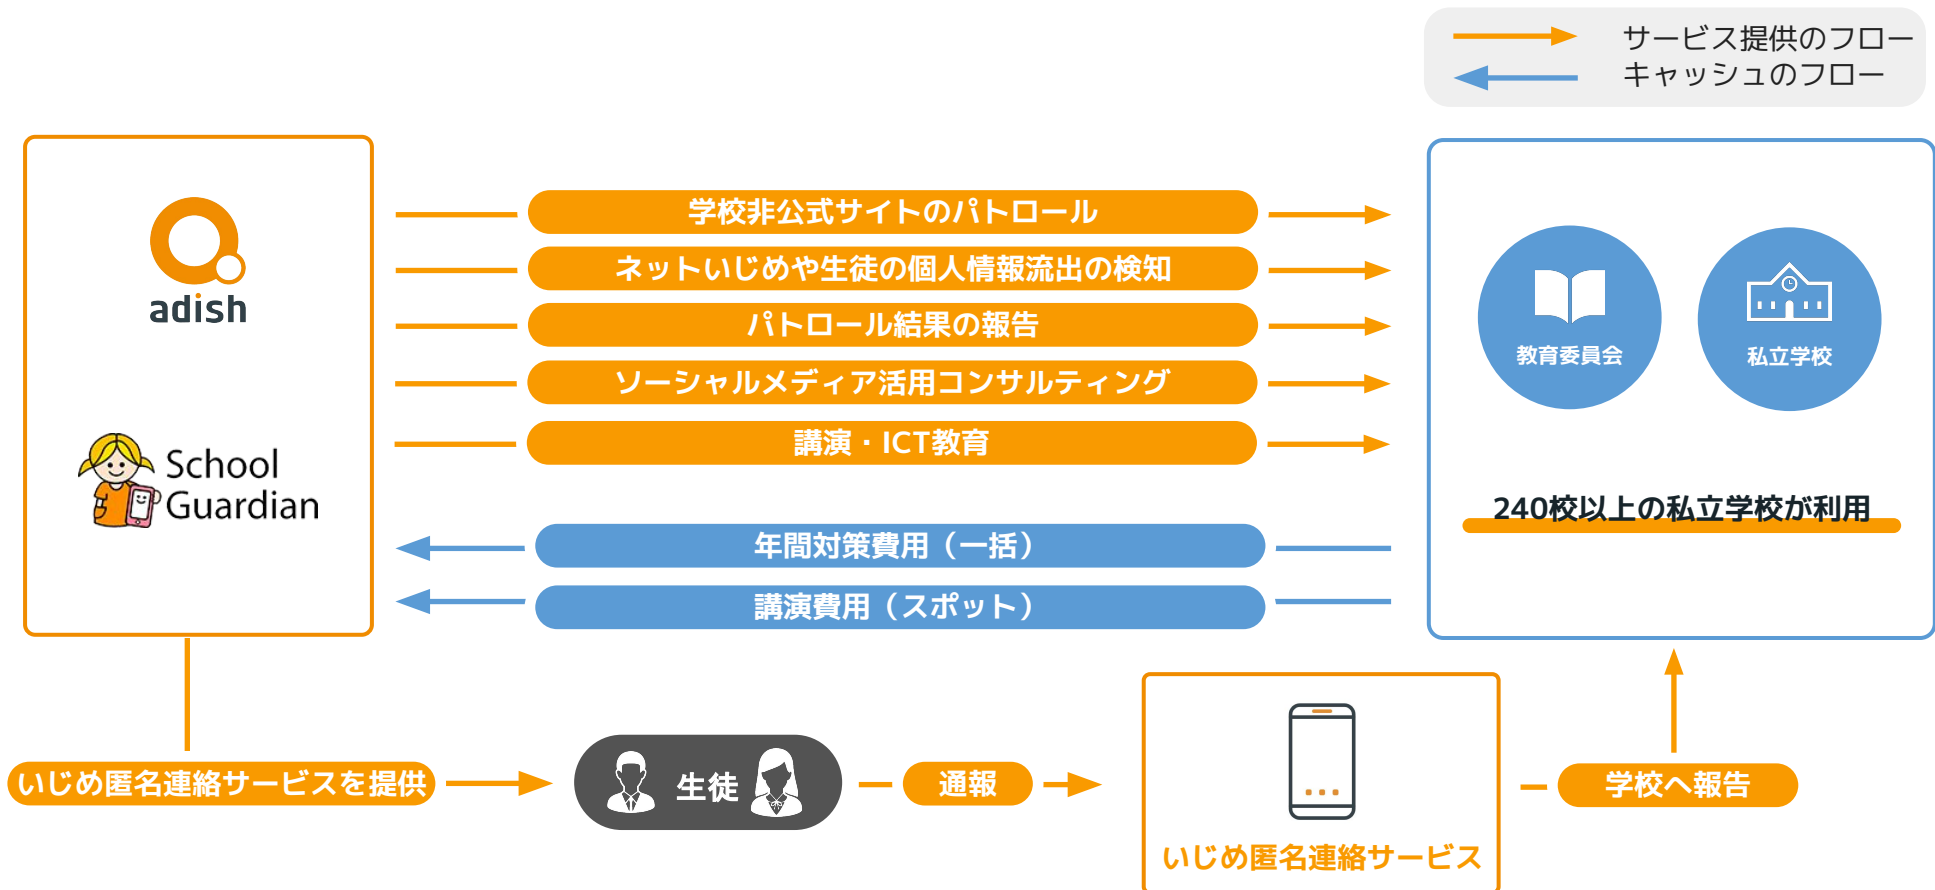 サービス提供のフロー
キャッシュのフロー
adish
School
Guardian
学校非公式サイトのパトロール
ネットいじめや生徒の個人情報流出の検知
パトロール結果の報告
ソーシャルメディア活用コンサルティング
講演・ICT教育
年間対策費用（一括）
講演費用（スポット）
教育委員会
私立学校
240校以上の私立学校が利用
いじめ匿名連絡サービスを提供
生徒
通報
いじめ匿名連絡サービス
学校へ報告